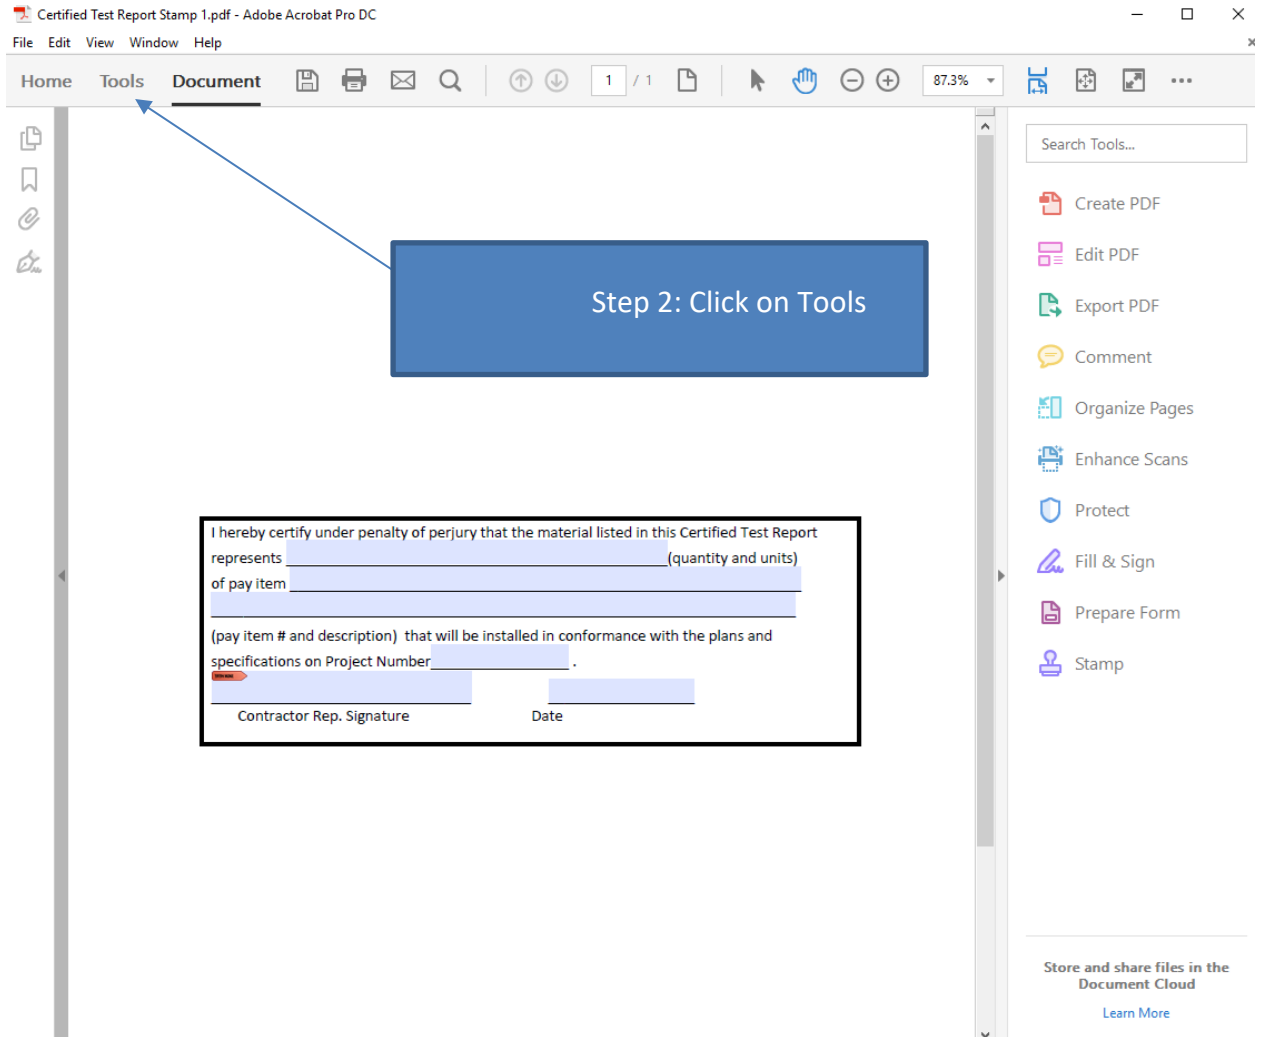 Certified Test Report Stamp 1.pdf - Adobe Acrobat Pro DC
File Edit View Window Help
Home Tools Document 1 / 1 87.3%
Search Tools...
Create PDF
Edit PDF
Export PDF
Comment
Organize Pages
Enhance Scans
Protect
Fill & Sign
Prepare Form
Stamp
Step 2: Click on Tools
I hereby certify under penalty of perjury that the material listed in this Certified Test Report
represents (quantity and units)
of pay item
(pay item # and description) that will be installed in conformance with the plans and
specifications on Project Number .
Contractor Rep. Signature Date
Store and share files in the
Document Cloud
Learn More